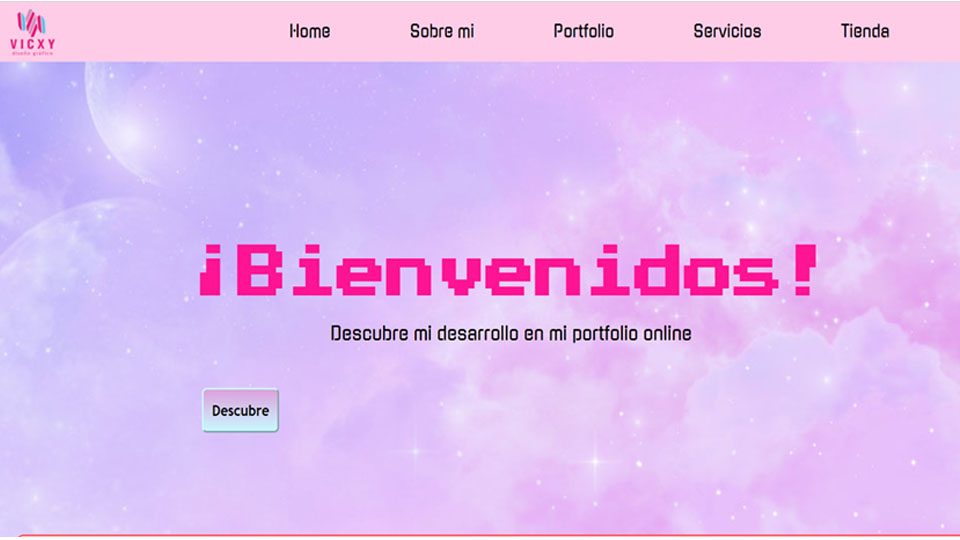 VICXY
diseño gráfico
Home
Sobre mi
Portfolio
Servicios
Tienda
¡Bienvenidos!
Descubre mi desarrollo en mi portfolio online
Descubre